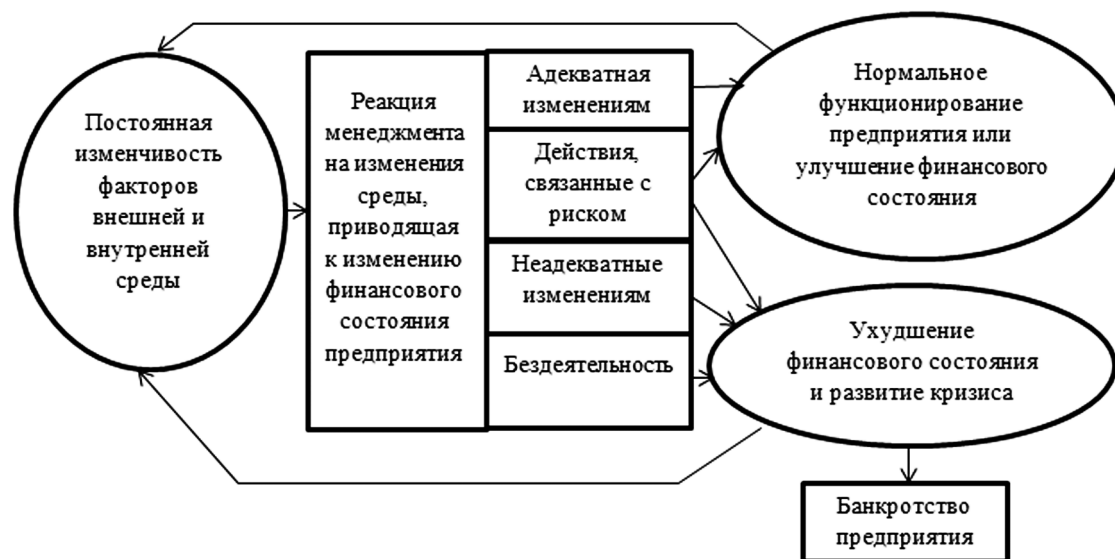 Постоянная
изменчивость
факторов
внешней и
внутренней
среды
Реакция
менеджмента
на изменения
среды,
приводящая
к изменению
финансового
состояния
предприятия
Адекватная
изменениям
Действия,
связанные с
риском
Неадекватные
изменениям
Бездеятельность
Нормальное
функционирование
предприятия или
улучшение финансового
состояния
Ухудшение
финансового состояния
и развитие кризиса
Банкротство
предприятия